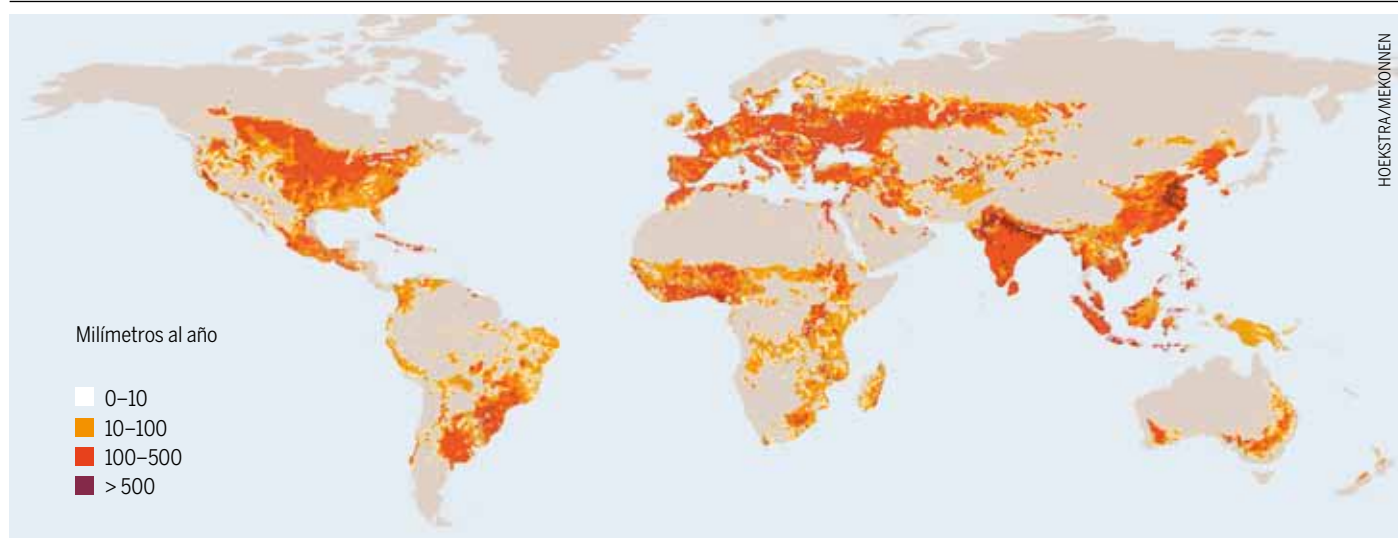 HOEKSTRA/MEKONNEN
Milímetros al año
0–10
10–100
100–500
> 500